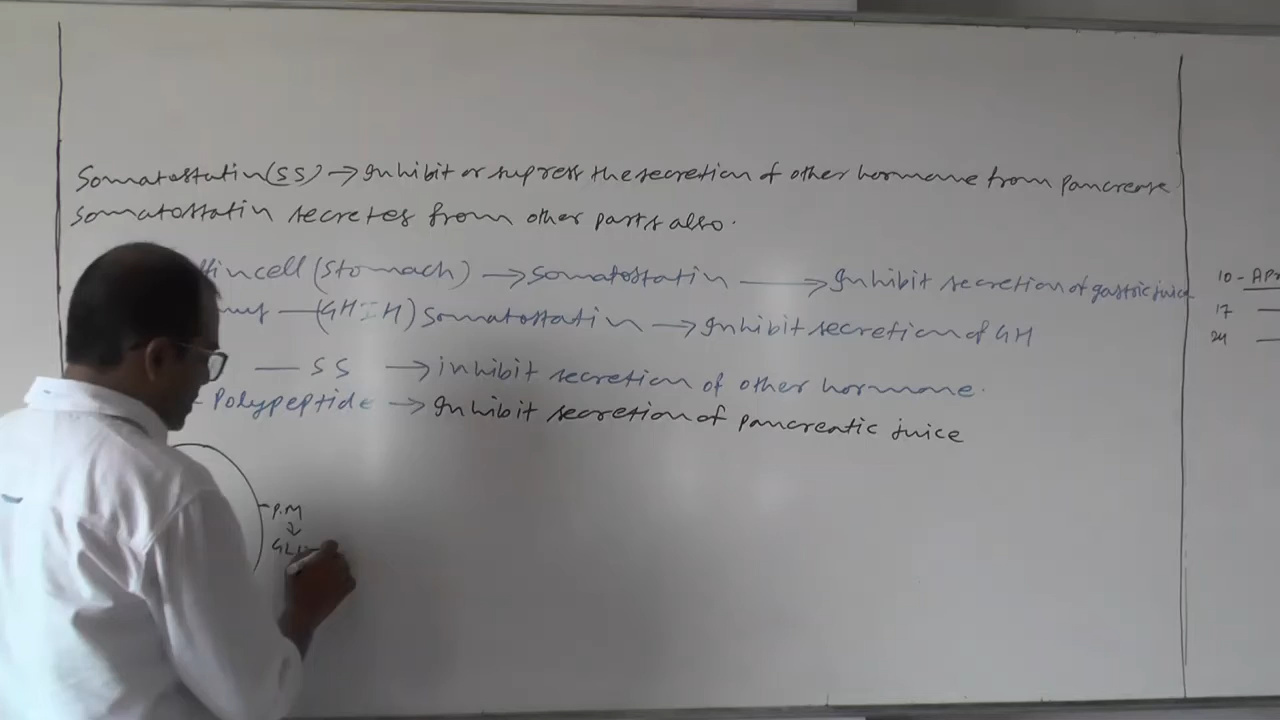 Somatostatin (SS) → Inhibit or supress the secretion of other hormone from pancrease
Somatostatin secretes from other parts also.
cell (Stomach) → Somatostatin → Inhibit secretion of gastric juice
— (GHIH) Somatostatin → Inhibit secretion of GH
— SS → inhibit secretion of other hormone.
- Polypeptide → Inhibit secretion of pancreatic juice
P.M
↓
10 - Apr
17 —
24 —